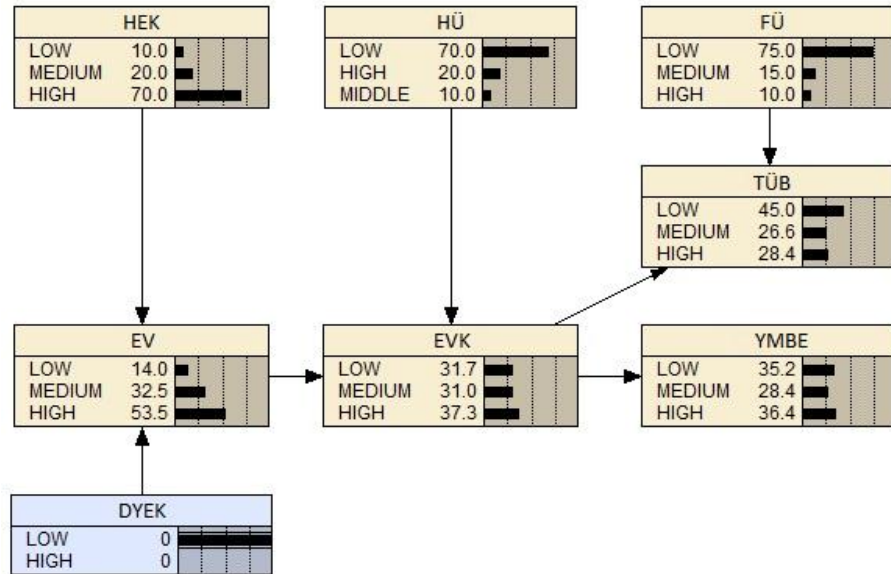 HEK
LOW 10.0
MEDIUM 20.0
HIGH 70.0
HÜ
LOW 70.0
HIGH 20.0
MIDDLE 10.0
FÜ
LOW 75.0
MEDIUM 15.0
HIGH 10.0
TÜB
LOW 45.0
MEDIUM 26.6
HIGH 28.4
EV
LOW 14.0
MEDIUM 32.5
HIGH 53.5
EVK
LOW 31.7
MEDIUM 31.0
HIGH 37.3
YMBE
LOW 35.2
MEDIUM 28.4
HIGH 36.4
DYEK
LOW 0
HIGH 0